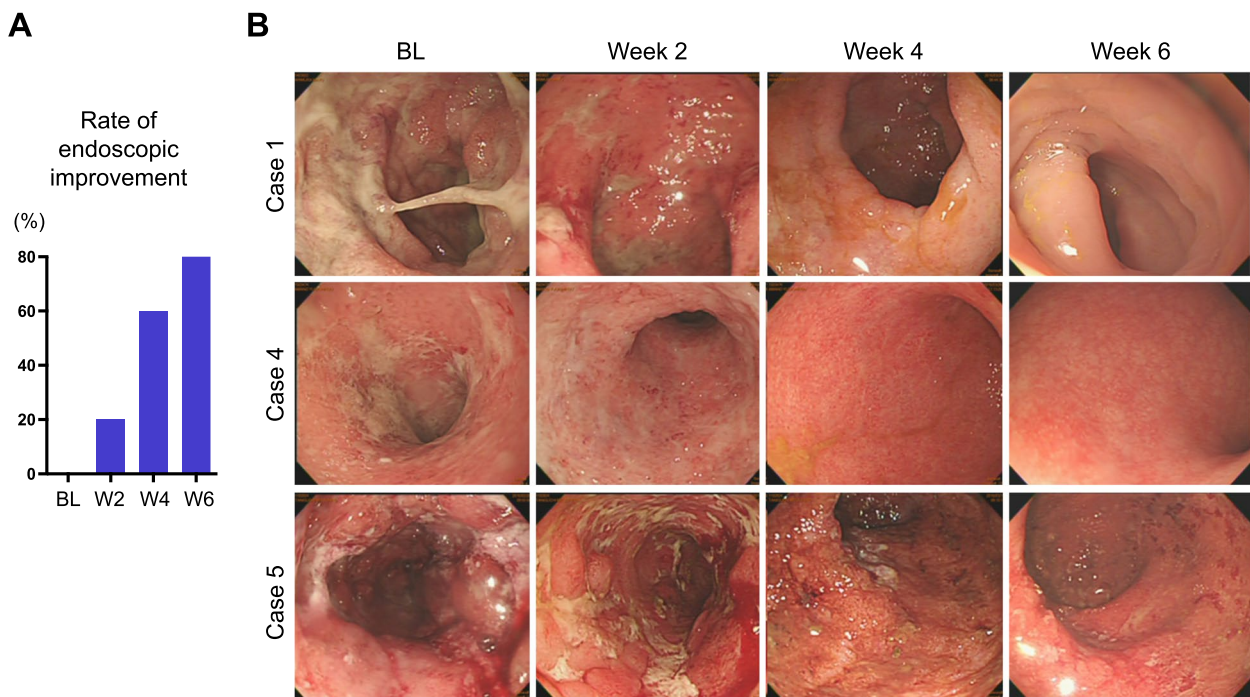 A
Rate of
endoscopic
improvement
(%)
80
60
40
20
0
BL W2 W4 W6
B
BL Week 2 Week 4 Week 6
Case 1
Case 4
Case 5